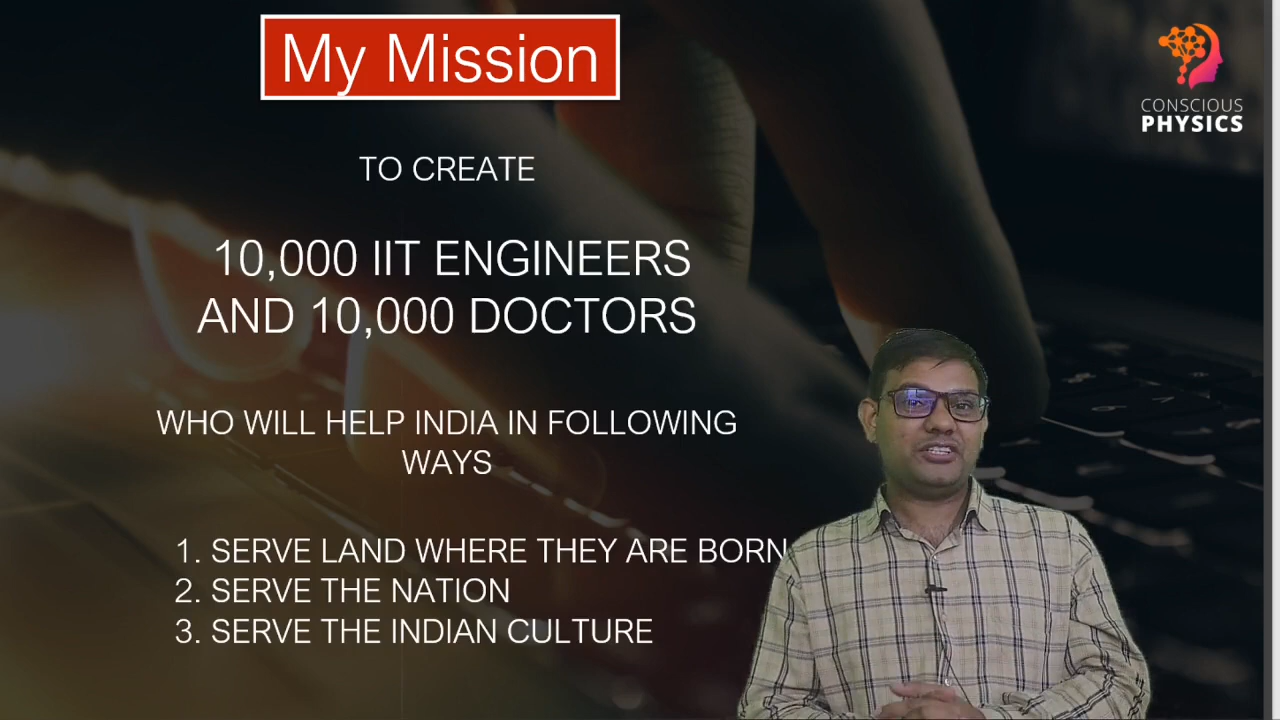 My Mission
CONSCIOUS
PHYSICS
TO CREATE
10,000 IIT ENGINEERS
AND 10,000 DOCTORS
WHO WILL HELP INDIA IN FOLLOWING
WAYS
1. SERVE LAND WHERE THEY ARE BORN
2. SERVE THE NATION
3. SERVE THE INDIAN CULTURE